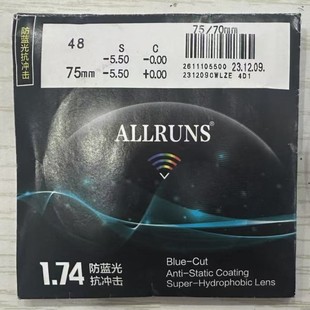 防蓝光
抗冲击
48 S C
-5.50 -0.00
75mm -5.50 +0.00
75/70mm
2611105500 23.12.09.
231209CWLZE 4D1
ALLRUNS®
1.74 防蓝光
抗冲击
Blue-Cut
Anti-Static Coating
Super-Hydrophobic Lens